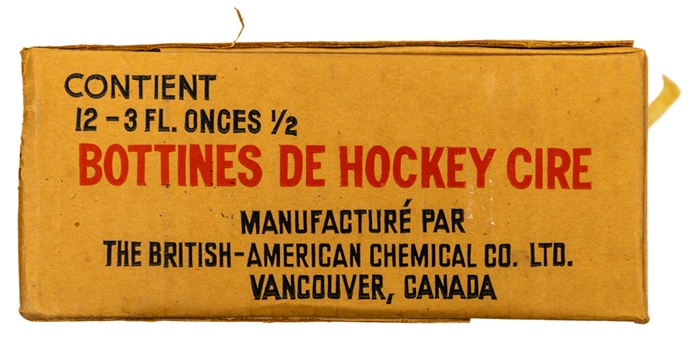 CONTIENT
12 - 3 FL. ONCES ½
BOTTINES DE HOCKEY CIRE
MANUFACTURÉ PAR
THE BRITISH-AMERICAN CHEMICAL CO. LTD.
VANCOUVER, CANADA